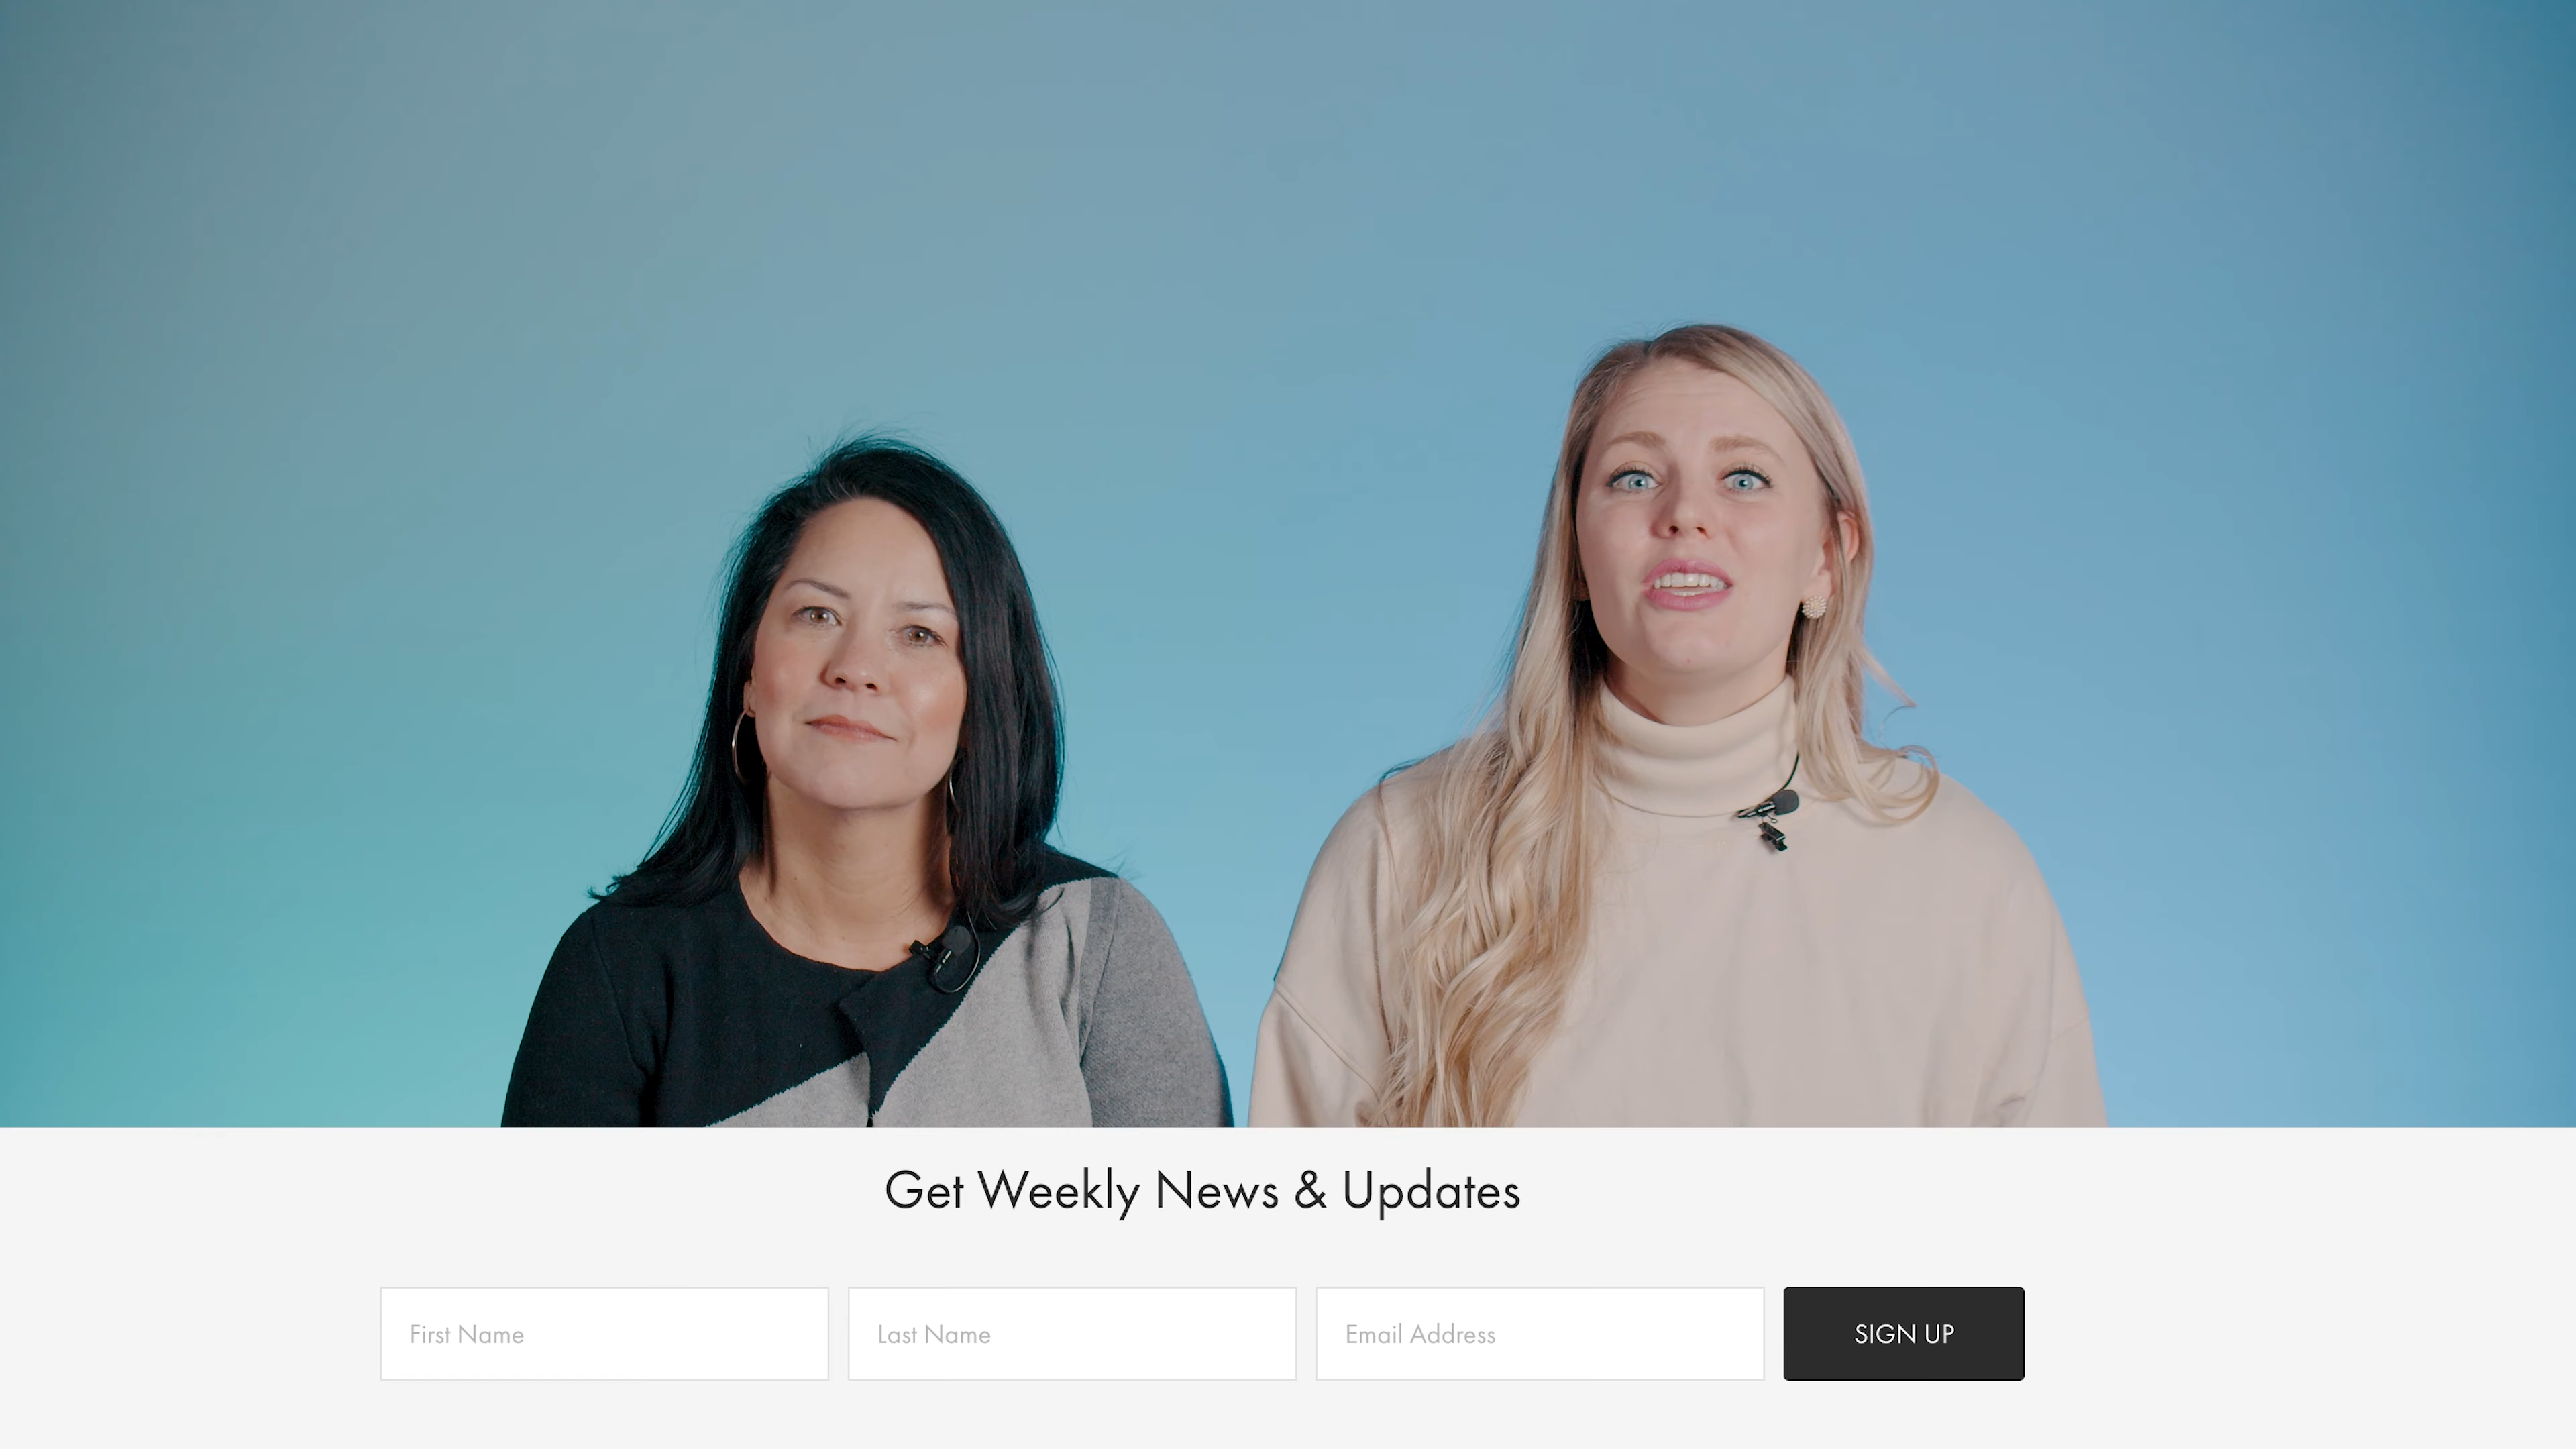 Get Weekly News & Updates
First Name
Last Name
Email Address
SIGN UP